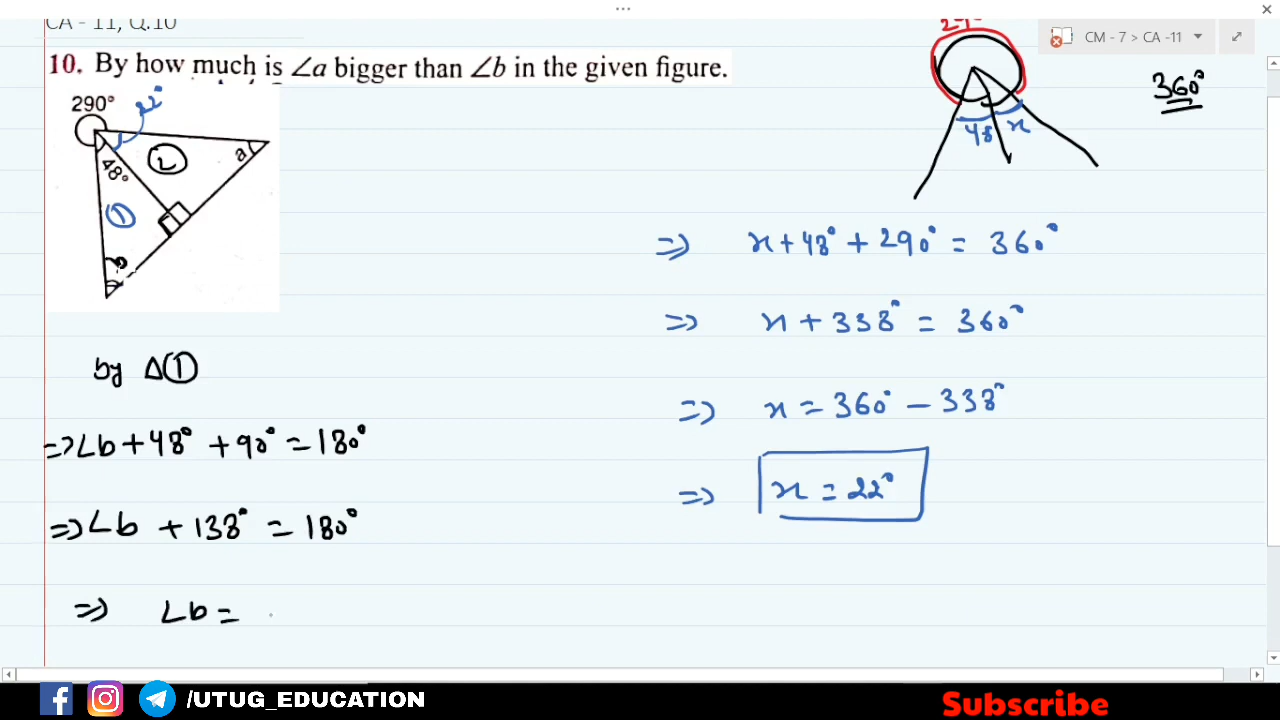 CA - 11, Q.10
CM - 7 > CA -11
10. By how much is ∠a bigger than ∠b in the given figure.
290°
22°
48°
a
②
①
b
48 x
360°
⇒ x + 48° + 290° = 360°
⇒ x + 338° = 360°
⇒ x = 360° − 338°
⇒ x = 22°
by Δ①
⇒ ∠b + 48° + 90° = 180°
⇒ ∠b + 138° = 180°
⇒ ∠b =
/UTUG_EDUCATION
Subscribe